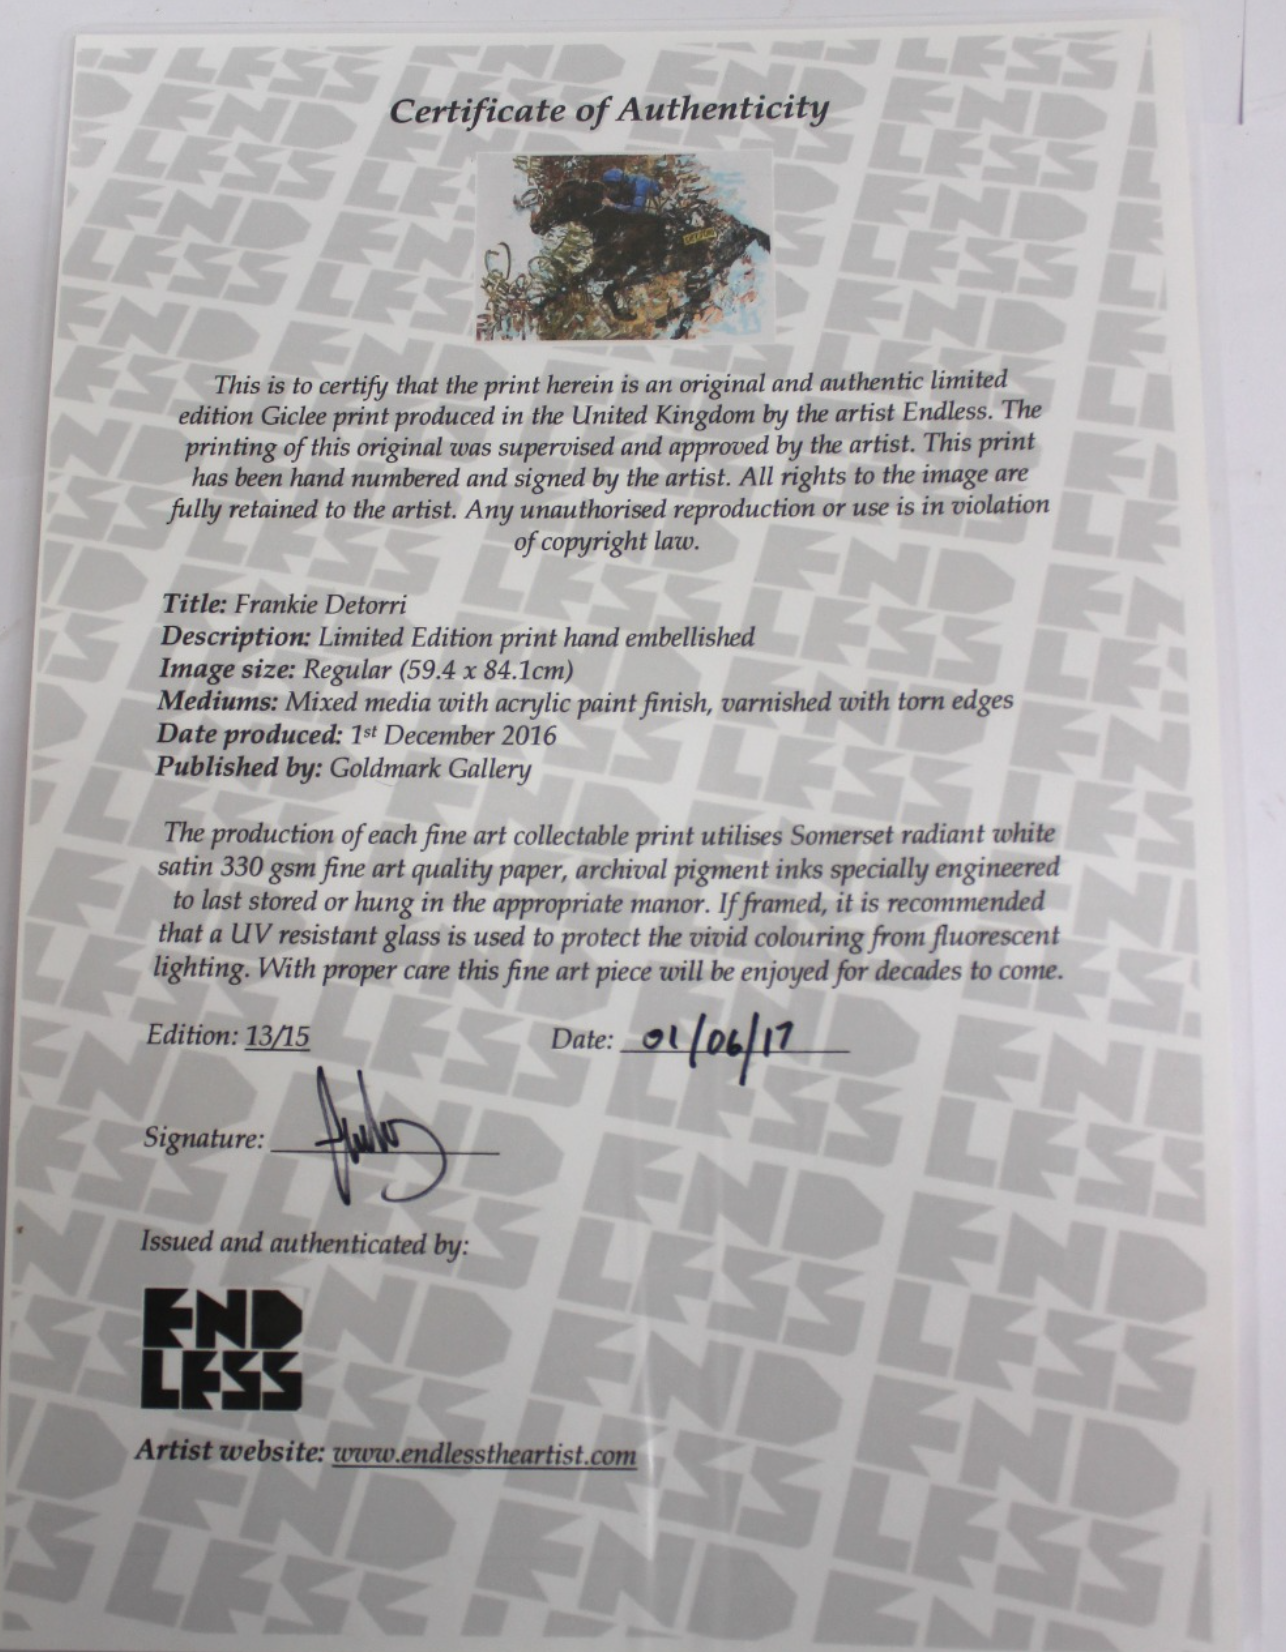 Certificate of Authenticity
This is to certify that the print herein is an original and authentic limited
edition Giclee print produced in the United Kingdom by the artist Endless. The
printing of this original was supervised and approved by the artist. This print
has been hand numbered and signed by the artist. All rights to the image are
fully retained to the artist. Any unauthorised reproduction or use is in violation
of copyright law.
Title: Frankie Detorri
Description: Limited Edition print hand embellished
Image size: Regular (59.4 x 84.1cm)
Mediums: Mixed media with acrylic paint finish, varnished with torn edges
Date produced: 1st December 2016
Published by: Goldmark Gallery
The production of each fine art collectable print utilises Somerset radiant white
satin 330 gsm fine art quality paper, archival pigment inks specially engineered
to last stored or hung in the appropriate manor. If framed, it is recommended
that a UV resistant glass is used to protect the vivid colouring from fluorescent
lighting. With proper care this fine art piece will be enjoyed for decades to come.
Edition: 13/15 Date: 01/06/17
Signature:
Issued and authenticated by:
END
LESS
Artist website: www.endlesstheartist.com